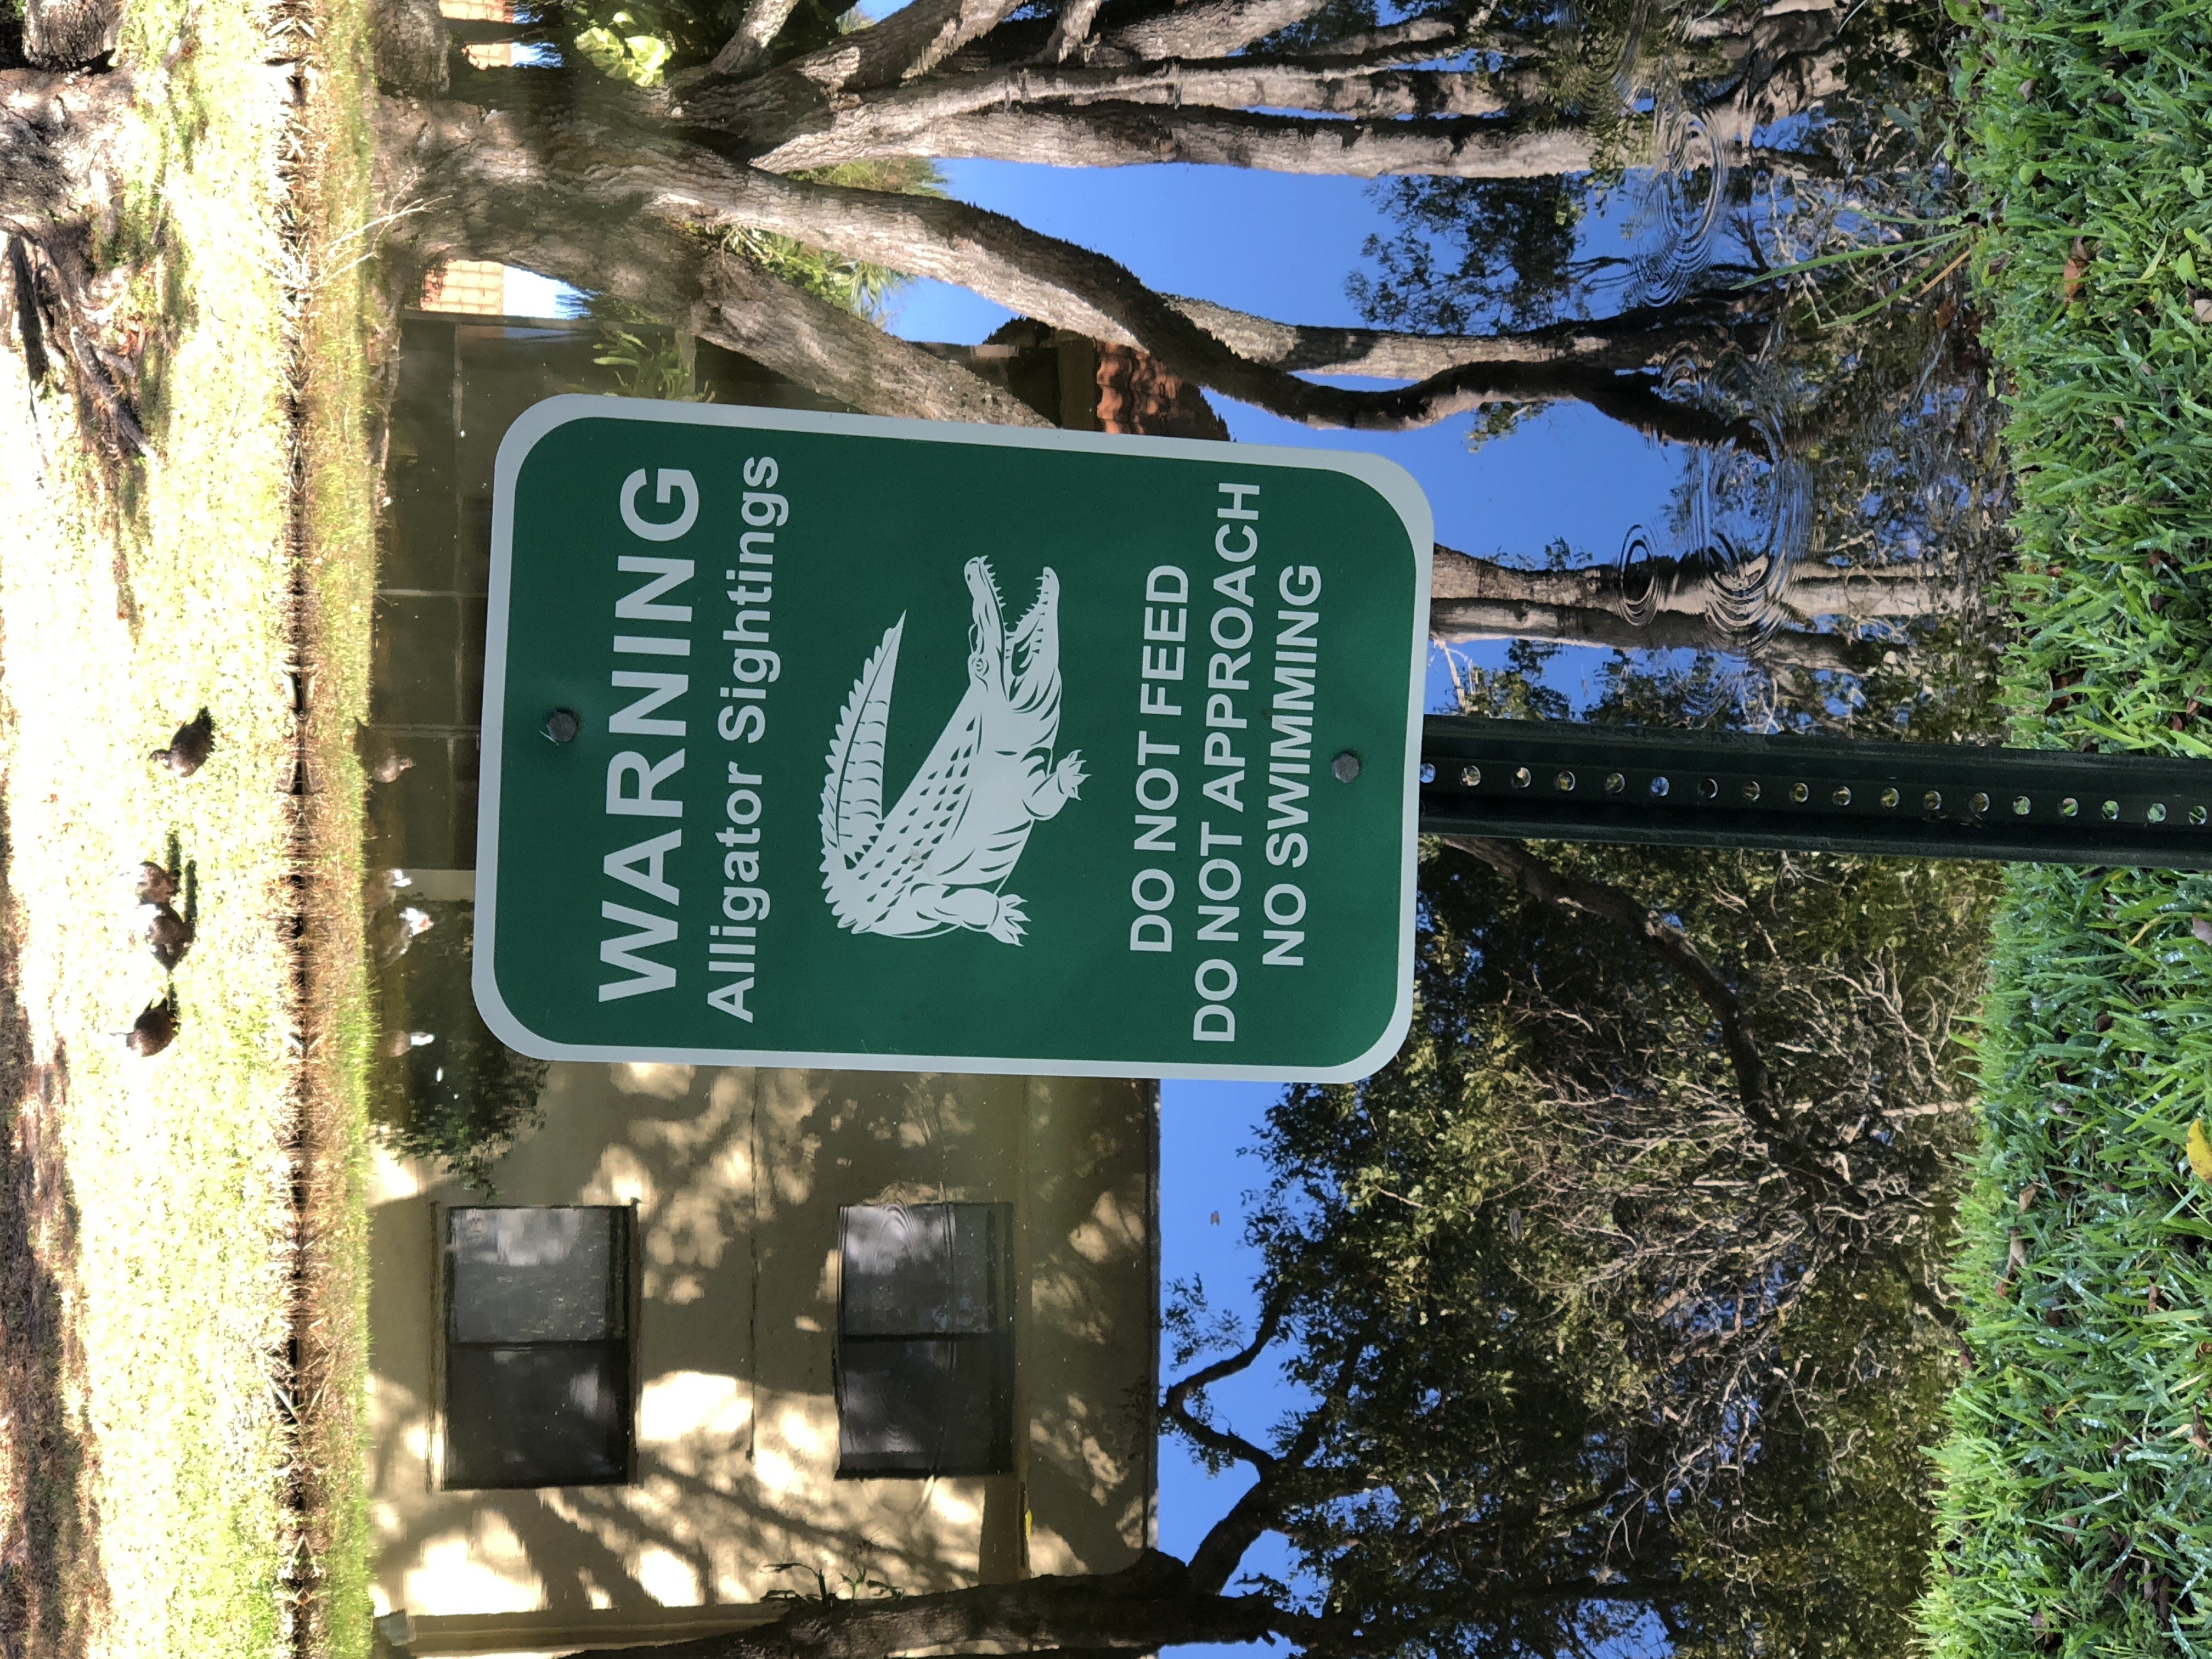 WARNING
Alligator Sightings
DO NOT FEED
DO NOT APPROACH
NO SWIMMING